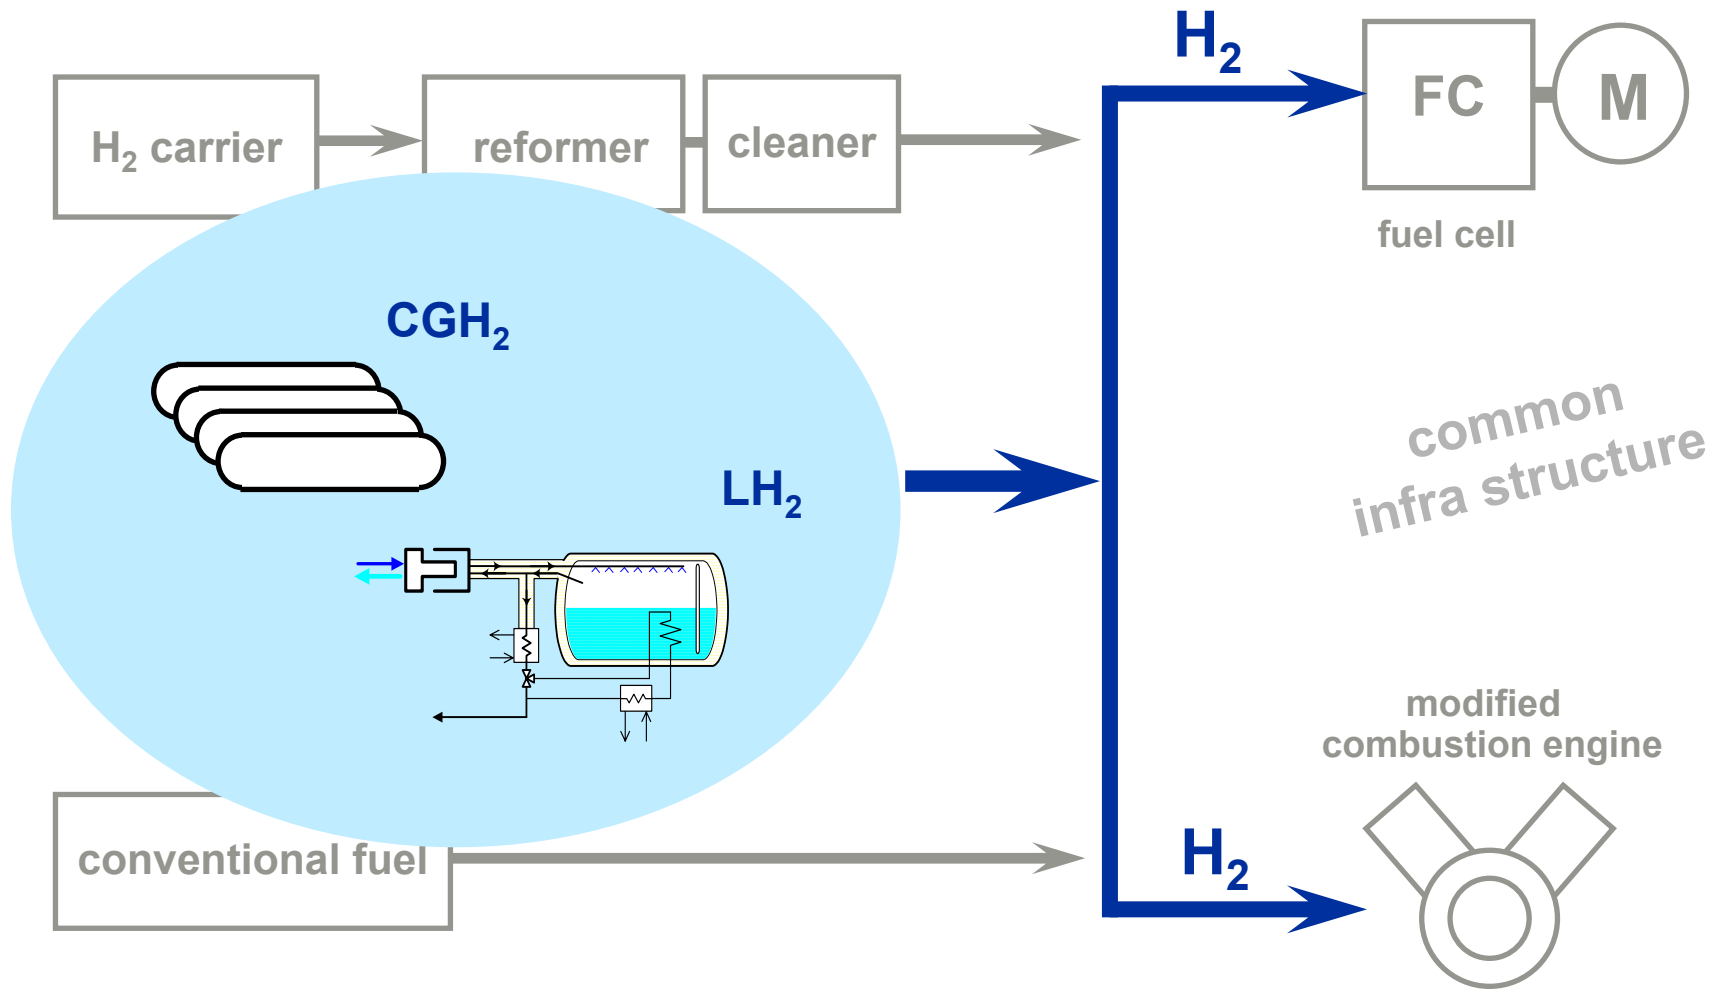 H₂
FC
M
H₂ carrier
reformer
cleaner
fuel cell
CGH₂
LH₂
common
infra structure
modified
combustion engine
conventional fuel
H₂